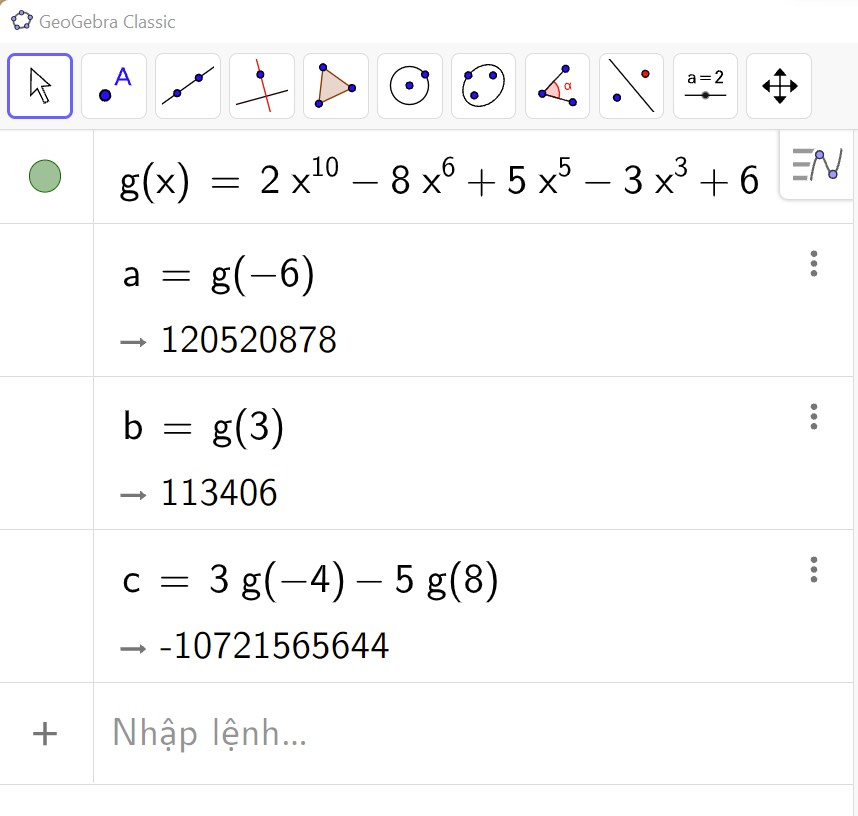 GeoGebra Classic
A
α
a=2
g(x) = 2 x¹⁰ − 8 x⁶ + 5 x⁵ − 3 x³ + 6
a = g(−6)
→ 120520878
b = g(3)
→ 113406
c = 3 g(−4) − 5 g(8)
→ -10721565644
+ Nhập lệnh...